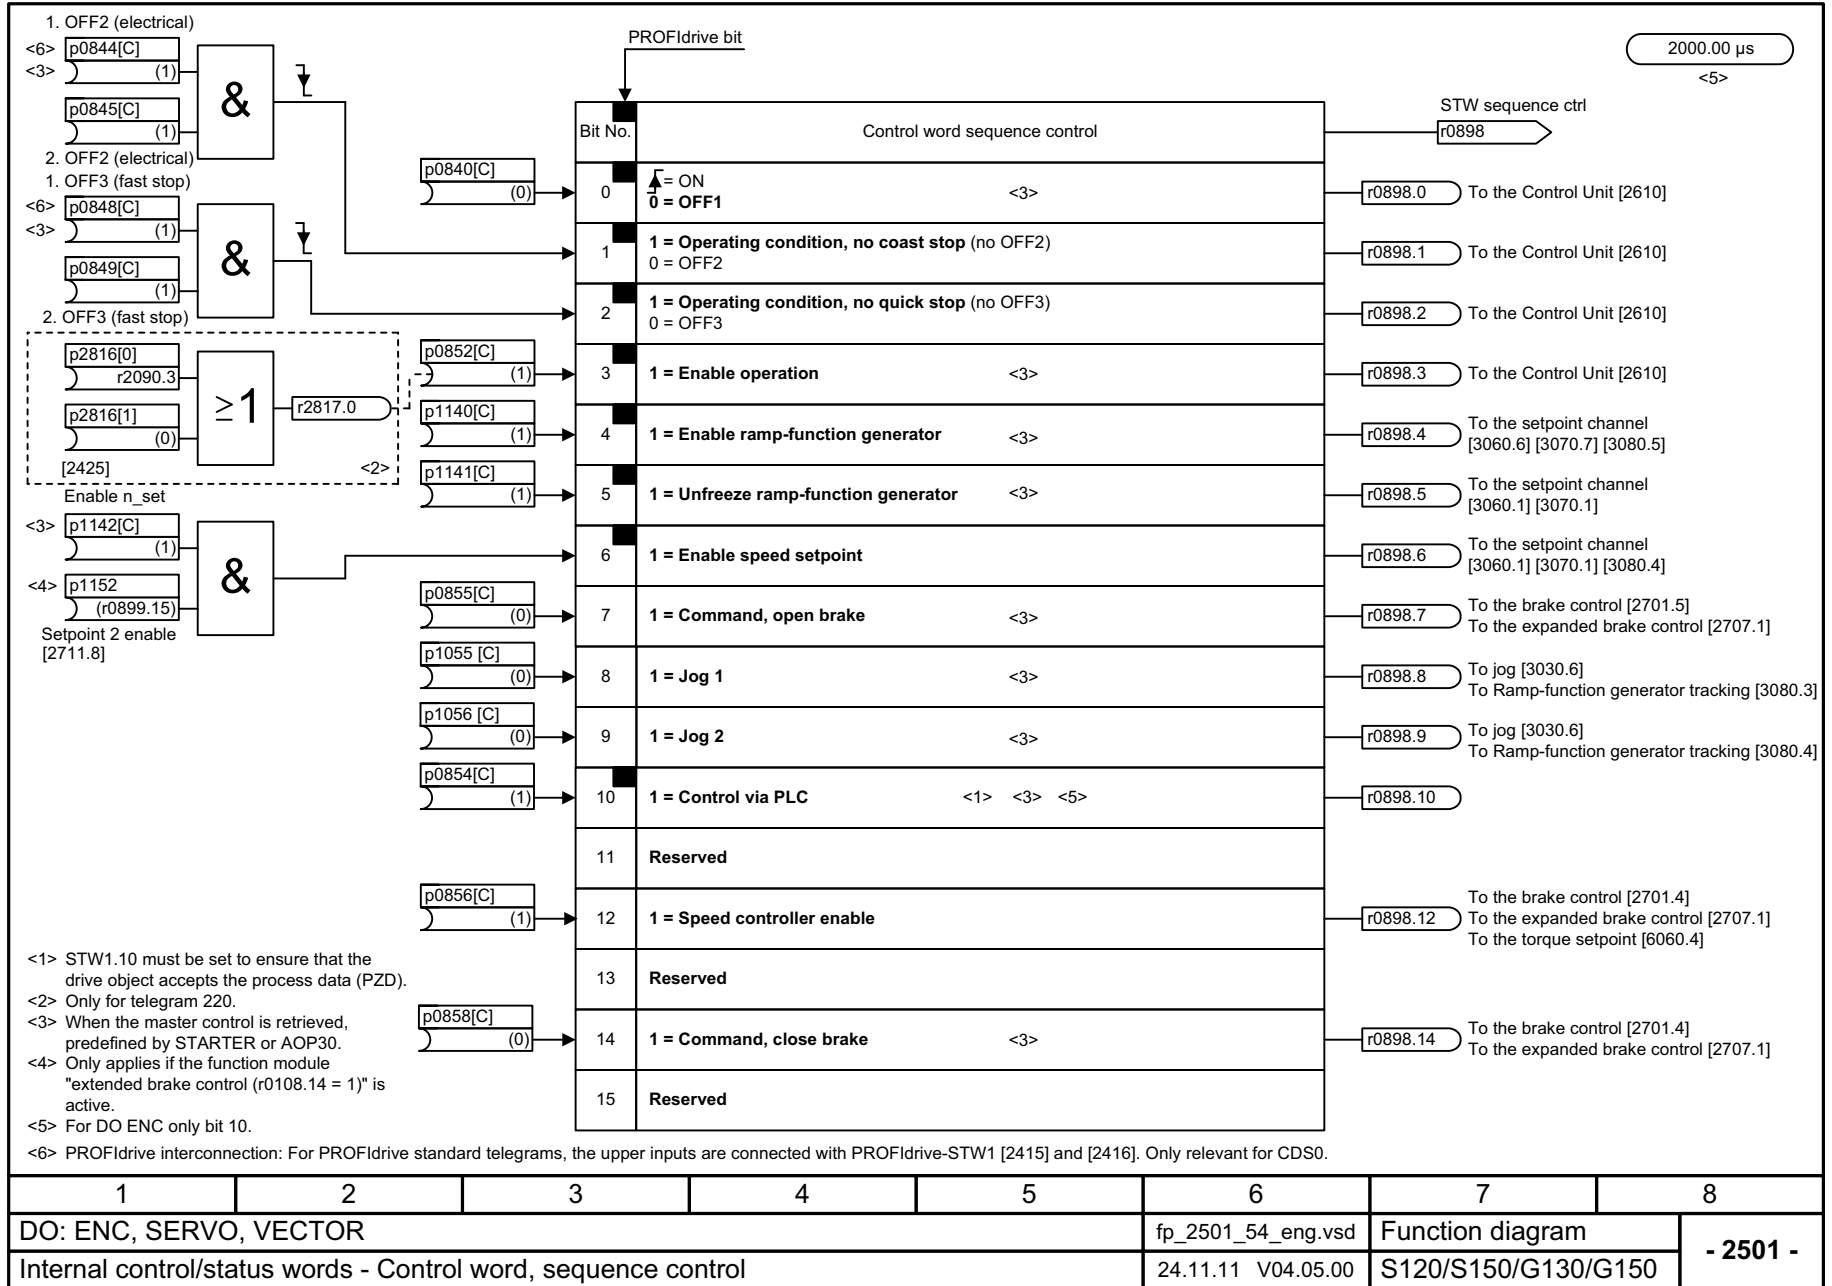 1. OFF2 (electrical)
<6> p0844[C]
<3> (1)
&
p0845[C]
(1)
2. OFF2 (electrical)
1. OFF3 (fast stop)
<6> p0848[C]
<3> (1)
&
p0849[C]
(1)
2. OFF3 (fast stop)
p2816[0]
r2090.3
≥1
r2817.0
p2816[1]
(0)
[2425] <2>
Enable n_set
<3> p1142[C]
(1)
&
<4> p1152
(r0899.15)
Setpoint 2 enable
[2711.8]
PROFIdrive bit
2000.00 µs
<5>
Bit No. Control word sequence control
STW sequence ctrl
r0898
p0840[C]
(0)
0 = ON <3>
0 = OFF1
r0898.0 To the Control Unit [2610]
1 1 = Operating condition, no coast stop (no OFF2)
0 = OFF2
r0898.1 To the Control Unit [2610]
2 1 = Operating condition, no quick stop (no OFF3)
0 = OFF3
r0898.2 To the Control Unit [2610]
p0852[C]
(1)
3 1 = Enable operation <3>
r0898.3 To the Control Unit [2610]
p1140[C]
(1)
4 1 = Enable ramp-function generator <3>
r0898.4 To the setpoint channel
[3060.6] [3070.7] [3080.5]
p1141[C]
(1)
5 1 = Unfreeze ramp-function generator <3>
r0898.5 To the setpoint channel
[3060.1] [3070.1]
6 1 = Enable speed setpoint
r0898.6 To the setpoint channel
[3060.1] [3070.1] [3080.4]
p0855[C]
(0)
7 1 = Command, open brake <3>
r0898.7 To the brake control [2701.5]
To the expanded brake control [2707.1]
p1055 [C]
(0)
8 1 = Jog 1 <3>
r0898.8 To jog [3030.6]
To Ramp-function generator tracking [3080.3]
p1056 [C]
(0)
9 1 = Jog 2 <3>
r0898.9 To jog [3030.6]
To Ramp-function generator tracking [3080.4]
p0854[C]
(1)
10 1 = Control via PLC <1> <3> <5>
r0898.10
11 Reserved
p0856[C]
(1)
12 1 = Speed controller enable
r0898.12 To the brake control [2701.4]
To the expanded brake control [2707.1]
To the torque setpoint [6060.4]
13 Reserved
p0858[C]
(0)
14 1 = Command, close brake <3>
r0898.14 To the brake control [2701.4]
To the expanded brake control [2707.1]
15 Reserved
<1> STW1.10 must be set to ensure that the
drive object accepts the process data (PZD).
<2> Only for telegram 220.
<3> When the master control is retrieved,
predefined by STARTER or AOP30.
<4> Only applies if the function module
"extended brake control (r0108.14 = 1)" is
active.
<5> For DO ENC only bit 10.
<6> PROFIdrive interconnection: For PROFIdrive standard telegrams, the upper inputs are connected with PROFIdrive-STW1 [2415] and [2416]. Only relevant for CDS0.
1 2 3 4 5 6 7 8
DO: ENC, SERVO, VECTOR fp_2501_54_eng.vsd Function diagram
- 2501 -
Internal control/status words - Control word, sequence control 24.11.11 V04.05.00 S120/S150/G130/G150